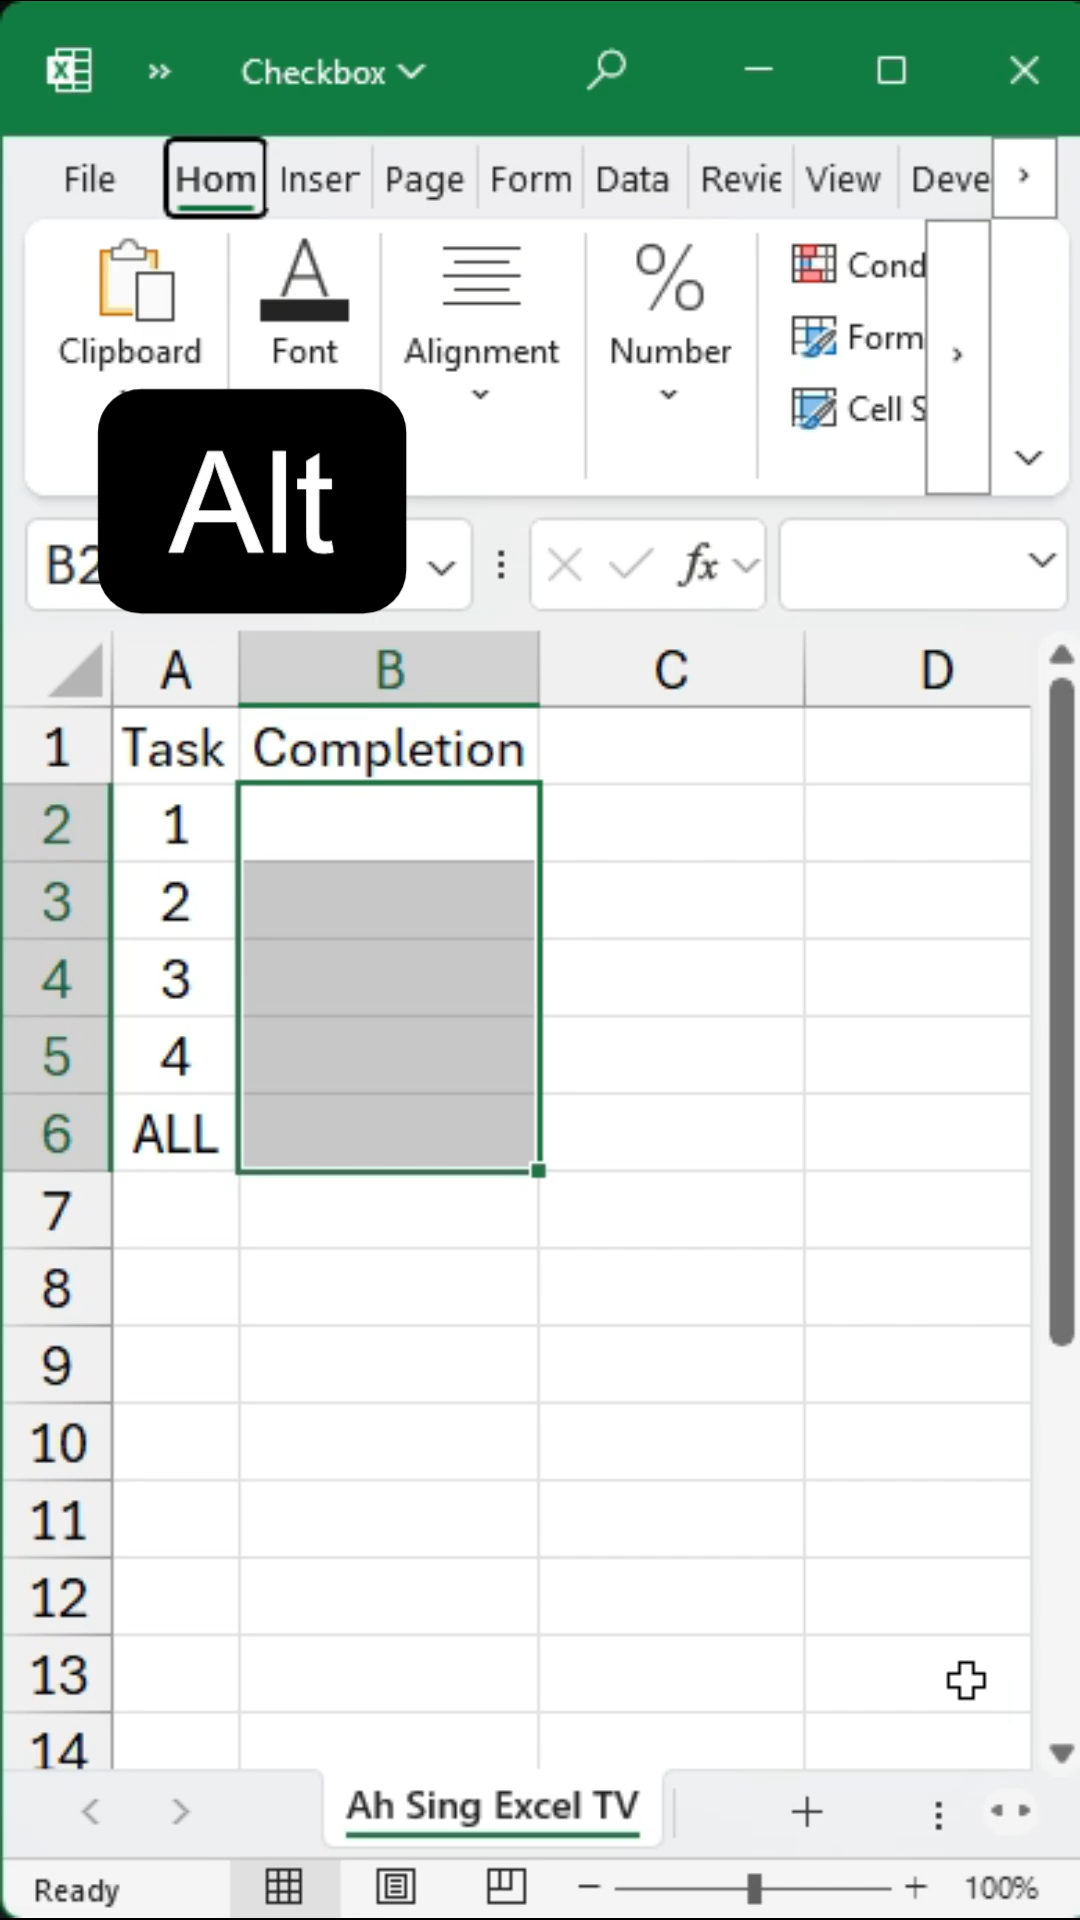 Checkbox
File Hom Inser Page Form Data Revie View Deve
Clipboard Font Alignment Number
Cond
Form
Cell S
Alt
B2 fx
A B C D
1 Task Completion
2 1
3 2
4 3
5 4
6 ALL
7
8
9
10
11
12
13
14
Ah Sing Excel TV
Ready 100%